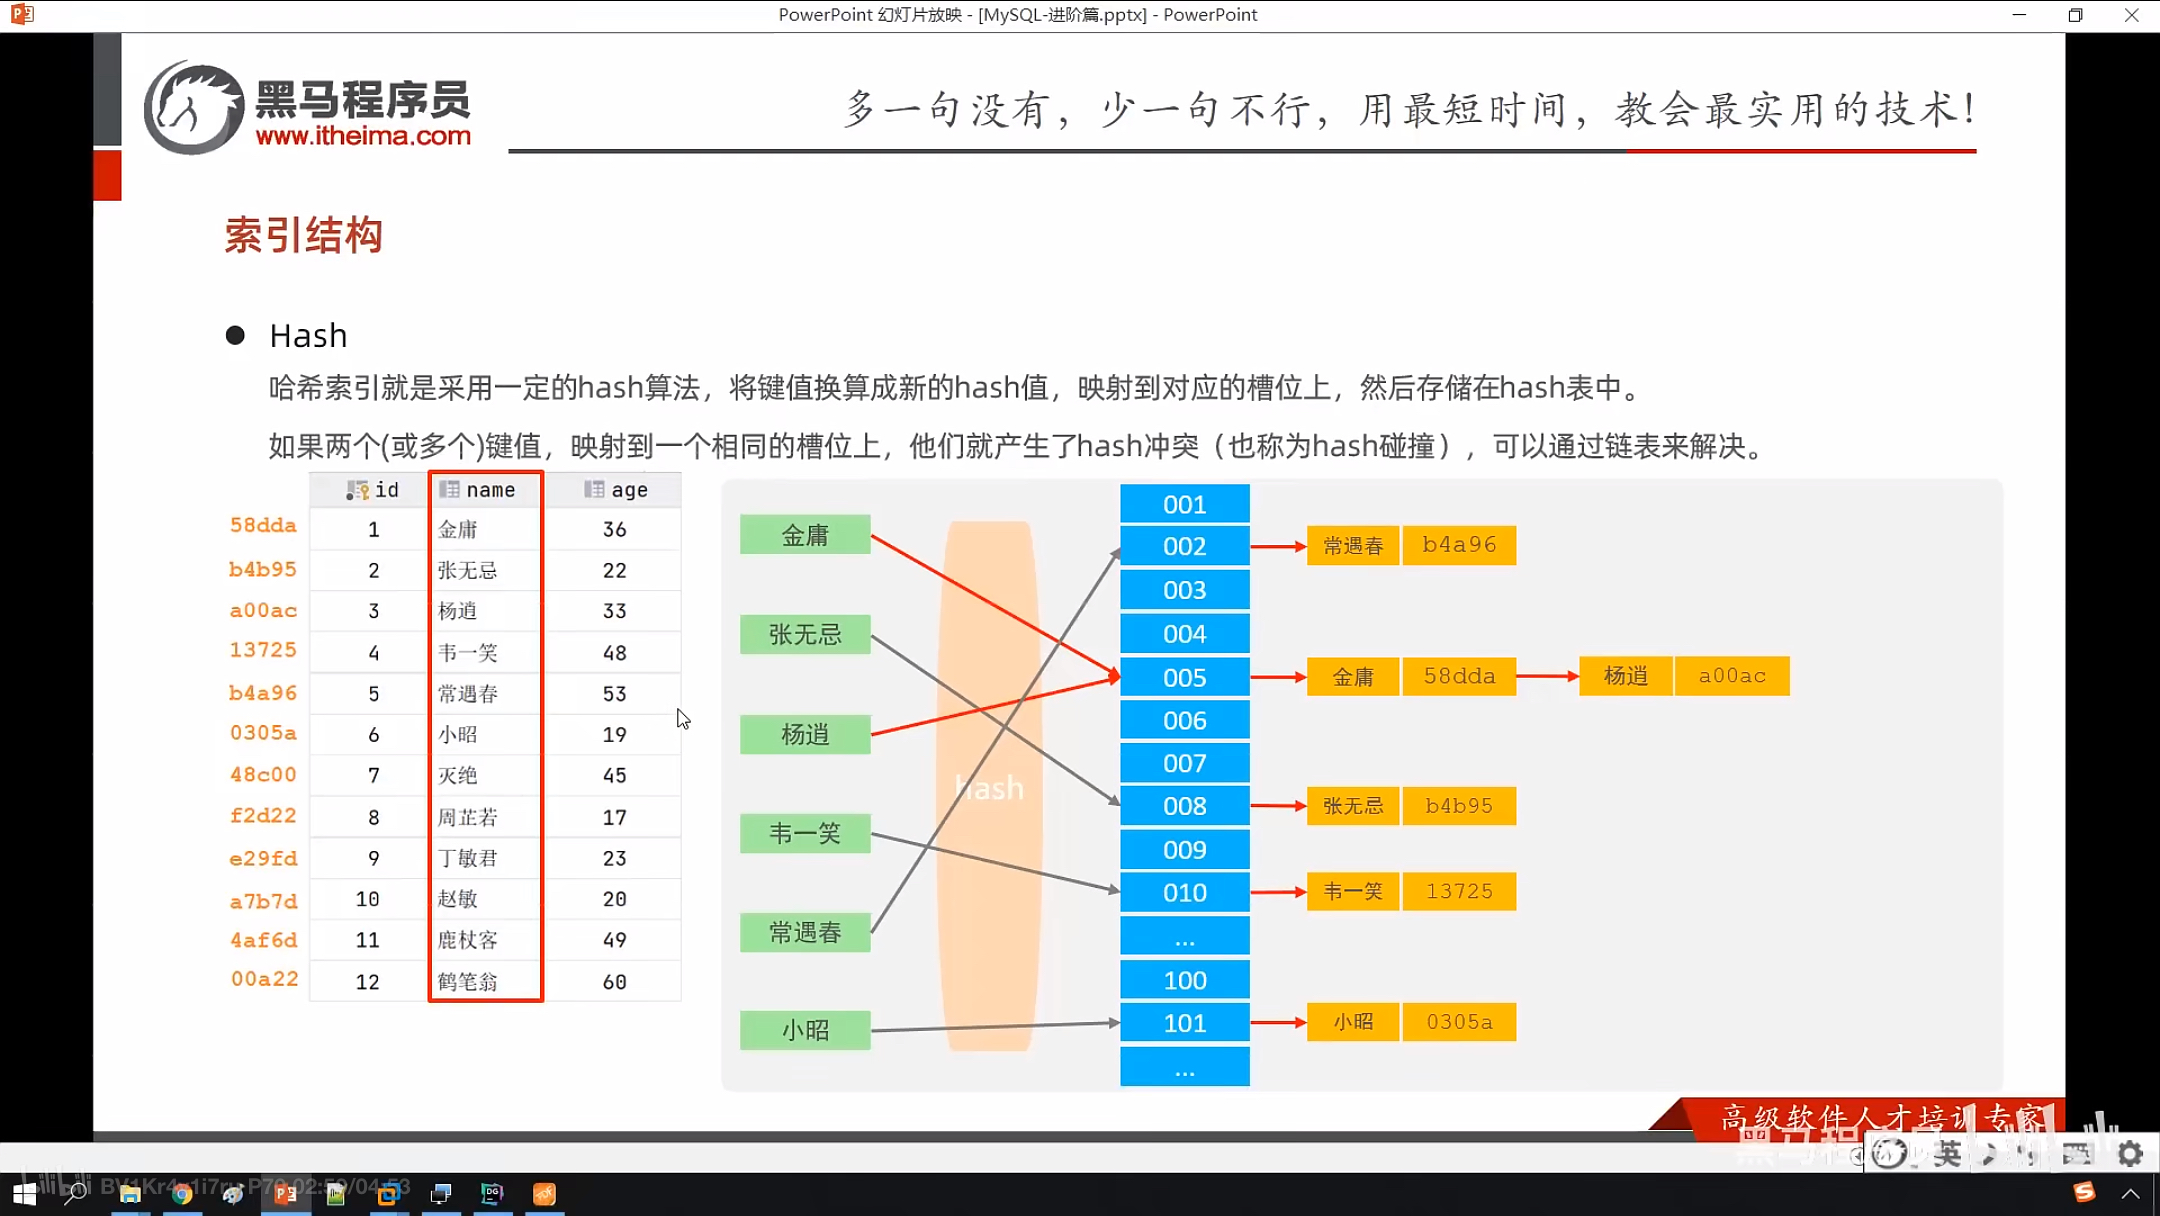 PowerPoint 幻灯片放映 - [MySQL-进阶篇.pptx] - PowerPoint
黑马程序员
www.itheima.com
多一句没有，少一句不行，用最短时间，教会最实用的技术！
索引结构
● Hash
哈希索引就是采用一定的hash算法，将键值换算成新的hash值，映射到对应的槽位上，然后存储在hash表中。
如果两个(或多个)键值，映射到一个相同的槽位上，他们就产生了hash冲突（也称为hash碰撞），可以通过链表来解决。
id name age
58dda 1 金庸 36
b4b95 2 张无忌 22
a00ac 3 杨逍 33
13725 4 韦一笑 48
b4a96 5 常遇春 53
0305a 6 小昭 19
48c00 7 灭绝 45
f2d22 8 周芷若 17
e29fd 9 丁敏君 23
a7b7d 10 赵敏 20
4af6d 11 鹿杖客 49
00a22 12 鹤笔翁 60
金庸
张无忌
杨逍
韦一笑
常遇春
小昭
hash
001
002 常遇春 b4a96
003
004
005 金庸 58dda 杨逍 a00ac
006
007
008 张无忌 b4b95
009
010 韦一笑 13725
...
100
101 小昭 0305a
...
高级软件人才培训专家
黑马程序员
英
BV1Kr4y1i7ru P70 02:59/04:53